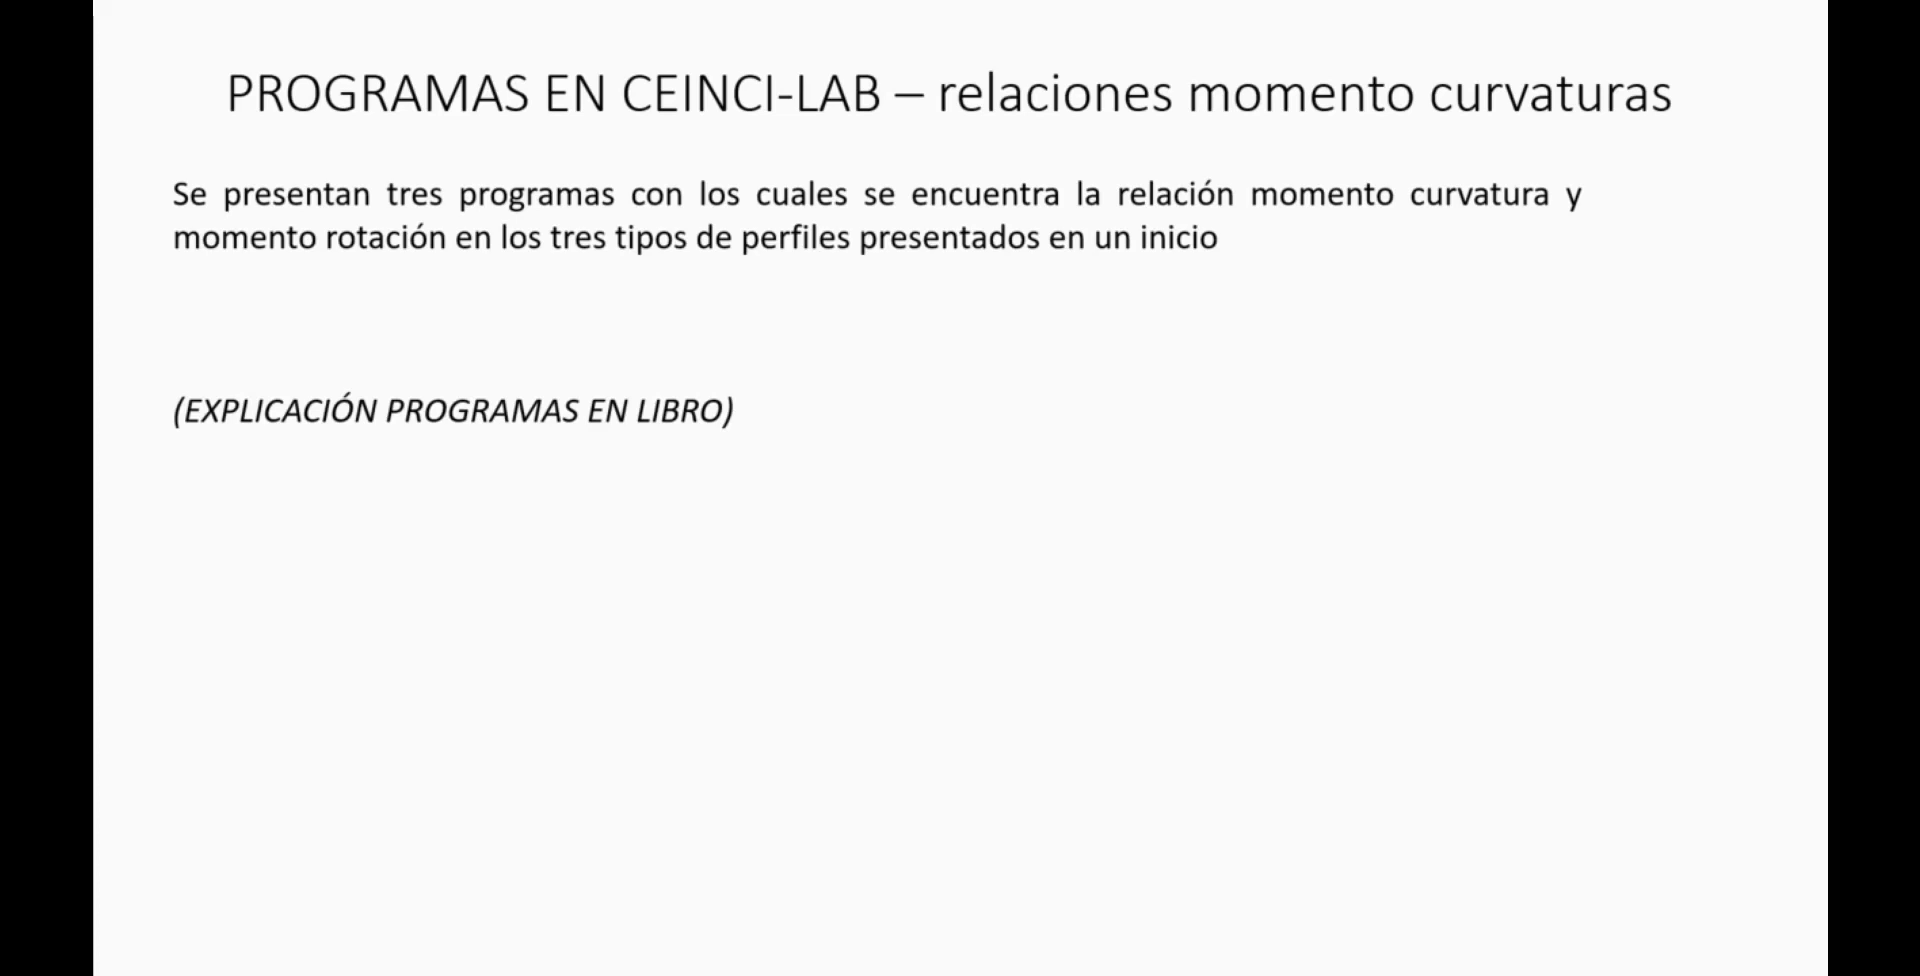 PROGRAMAS EN CEINCI-LAB – relaciones momento curvaturas
Se presentan tres programas con los cuales se encuentra la relación momento curvatura y
momento rotación en los tres tipos de perfiles presentados en un inicio
(EXPLICACIÓN PROGRAMAS EN LIBRO)